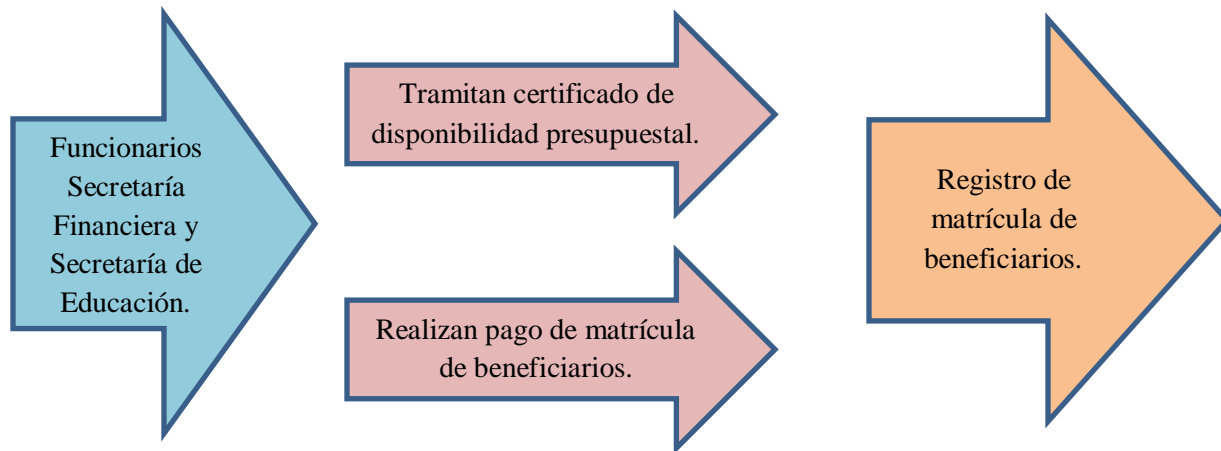 Funcionarios
Secretaría
Financiera y
Secretaría de
Educación.
Tramitan certificado de
disponibilidad presupuestal.
Realizan pago de matrícula
de beneficiarios.
Registro de
matrícula de
beneficiarios.